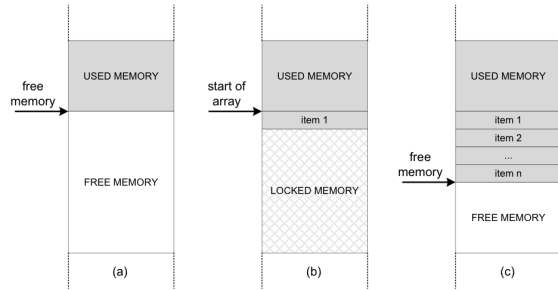 USED MEMORY
free
memory
FREE MEMORY
(a)
USED MEMORY
start of
array
item 1
LOCKED MEMORY
(b)
USED MEMORY
item 1
item 2
...
item n
free
memory
FREE MEMORY
(c)